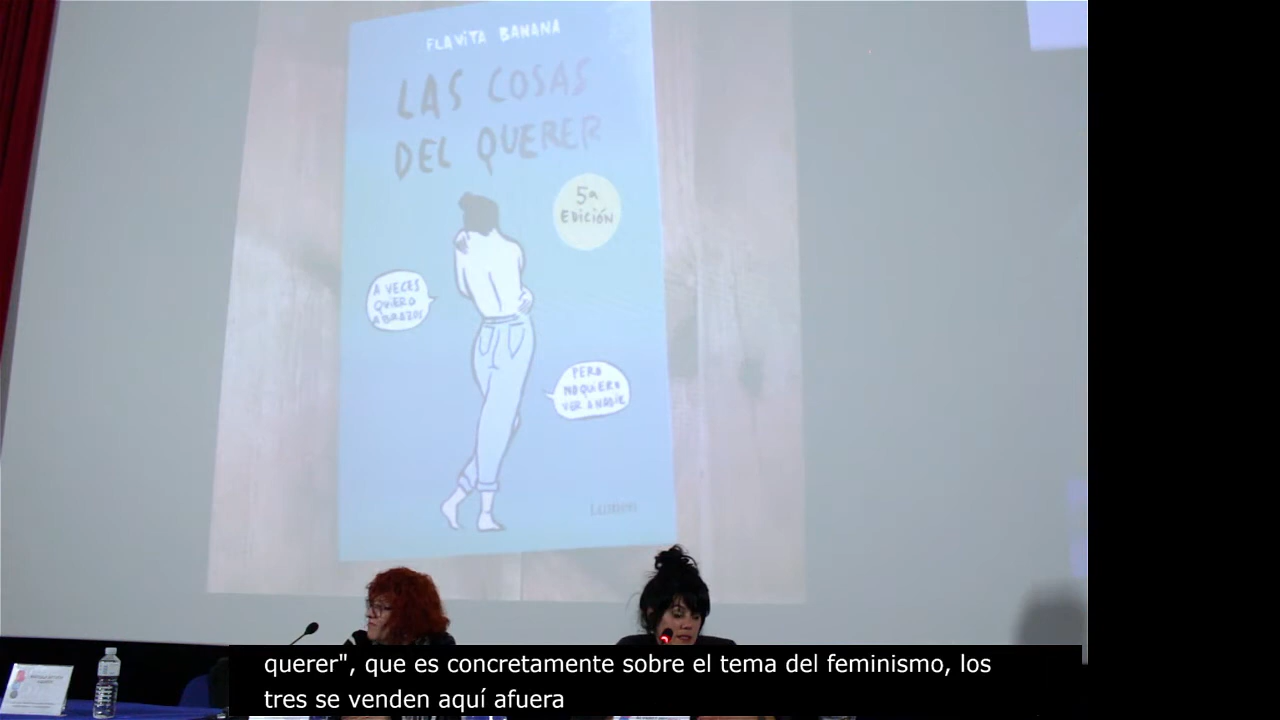 FLAVITA BANANA
LAS COSAS
DEL QUERER
5ª
EDICIÓN
A VECES
QUIERO
ABRAZOS
PERO
NO QUIERO
VER A NADIE
Lumen
querer", que es concretamente sobre el tema del feminismo, los
tres se venden aquí afuera